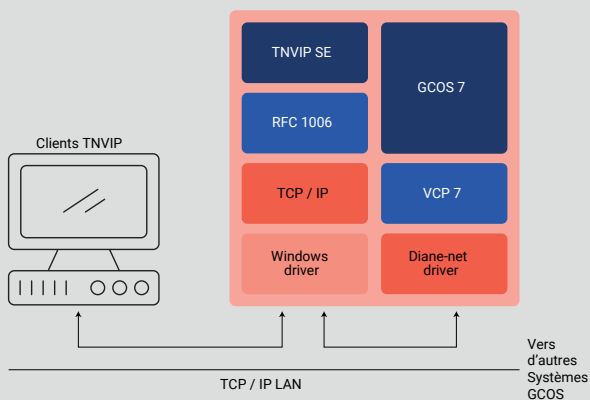 TNVIP SE
GCOS 7
RFC 1006
Clients TNVIP
TCP / IP
VCP 7
Windows
driver
Diane-net
driver
TCP / IP LAN
Vers
d'autres
Systèmes
GCOS